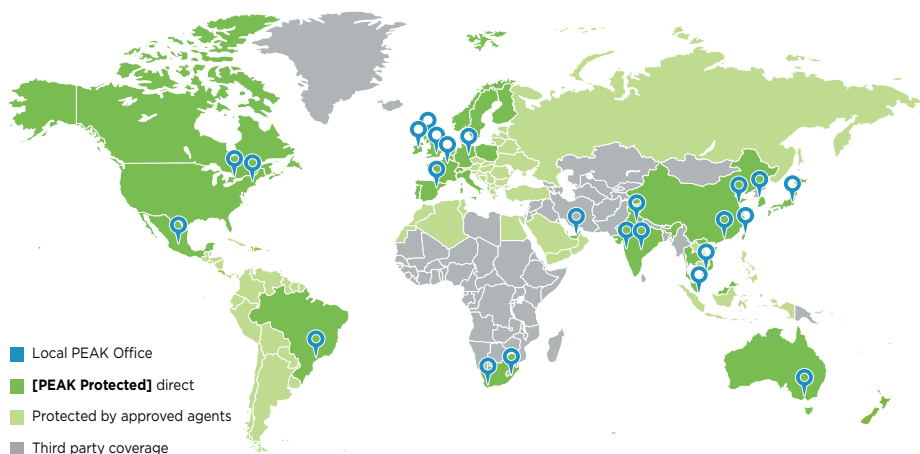 Local PEAK Office
[PEAK Protected] direct
Protected by approved agents
Third party coverage